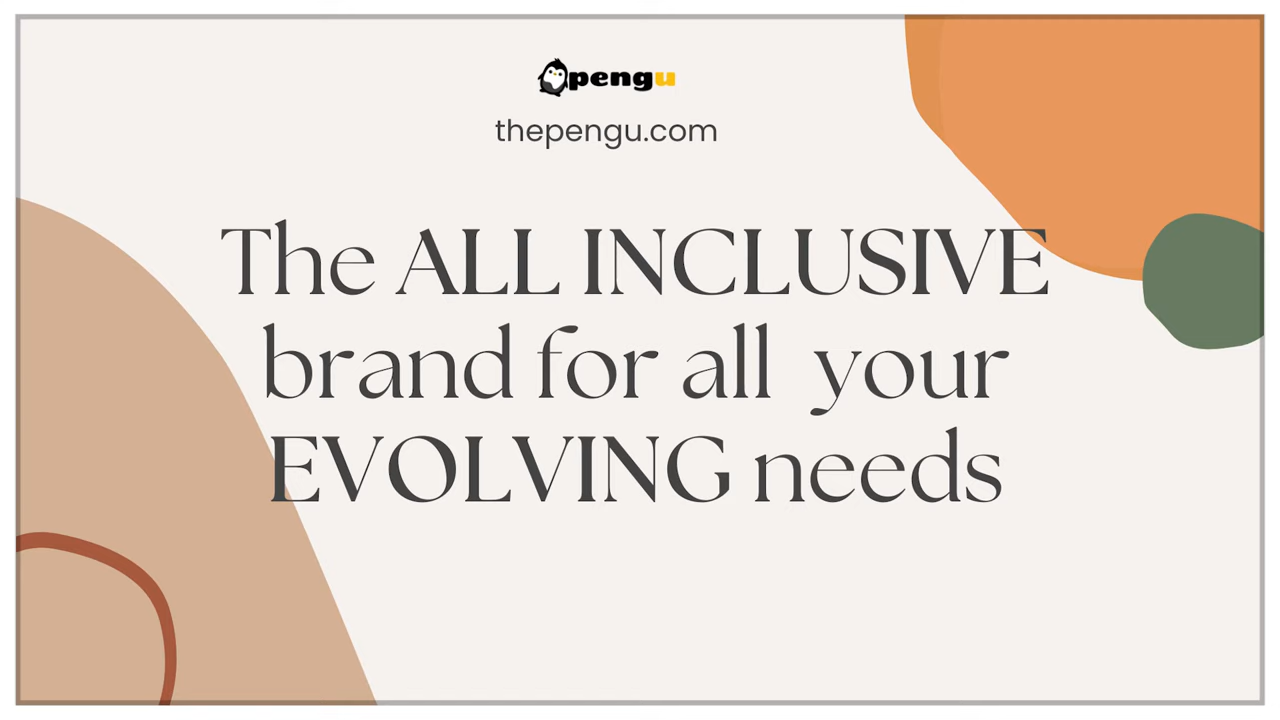 pengu
thepengu.com
The ALL INCLUSIVE
brand for all  your
EVOLVING needs